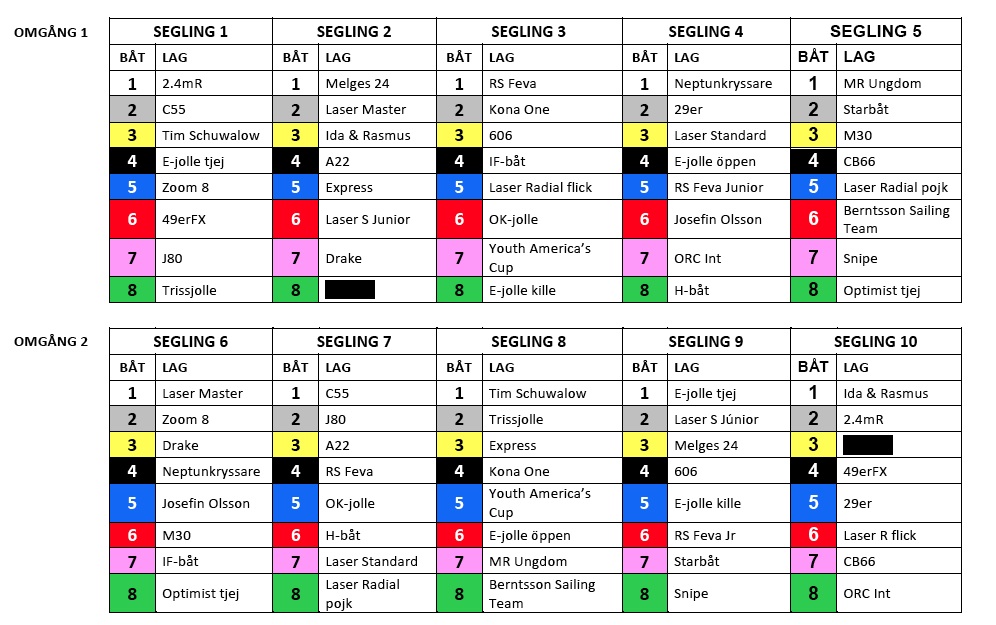 OMGÅNG 1
SEGLING 1 SEGLING 2 SEGLING 3 SEGLING 4 SEGLING 5
BÅT LAG BÅT LAG BÅT LAG BÅT LAG BÅT LAG
1 2.4mR 1 Melges 24 1 RS Feva 1 Neptunkryssare 1 MR Ungdom
2 C55 2 Laser Master 2 Kona One 2 29er 2 Starbåt
3 Tim Schuwalow 3 Ida & Rasmus 3 606 3 Laser Standard 3 M30
4 E-jolle tjej 4 A22 4 IF-båt 4 E-jolle öppen 4 CB66
5 Zoom 8 5 Express 5 Laser Radial flick 5 RS Feva Junior 5 Laser Radial pojk
6 49erFX 6 Laser S Junior 6 OK-jolle 6 Josefin Olsson 6 Berntsson Sailing
Team
7 J80 7 Drake 7 Youth America’s 7 ORC Int 7 Snipe
Cup
8 Trissjolle 8 8 E-jolle kille 8 H-båt 8 Optimist tjej
OMGÅNG 2
SEGLING 6 SEGLING 7 SEGLING 8 SEGLING 9 SEGLING 10
BÅT LAG BÅT LAG BÅT LAG BÅT LAG BÅT LAG
1 Laser Master 1 C55 1 Tim Schuwalow 1 E-jolle tjej 1 Ida & Rasmus
2 Zoom 8 2 J80 2 Trissjolle 2 Laser S Júnior 2 2.4mR
3 Drake 3 A22 3 Express 3 Melges 24 3
4 Neptunkryssare 4 RS Feva 4 Kona One 4 606 4 49erFX
5 Josefin Olsson 5 OK-jolle 5 Youth America’s 5 E-jolle kille 5 29er
Cup
6 M30 6 H-båt 6 E-jolle öppen 6 RS Feva Jr 6 Laser R flick
7 IF-båt 7 Laser Standard 7 MR Ungdom 7 Starbåt 7 CB66
8 Optimist tjej 8 Laser Radial 8 Berntsson Sailing 8 Snipe 8 ORC Int
pojk Team